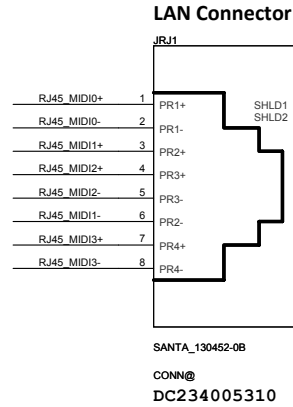 LAN Connector
JRJ1
RJ45_MIDI0+ 1 PR1+ SHLD1
RJ45_MIDI0- 2 PR1- SHLD2
RJ45_MIDI1+ 3 PR2+
RJ45_MIDI2+ 4 PR3+
RJ45_MIDI2- 5 PR3-
RJ45_MIDI1- 6 PR2-
RJ45_MIDI3+ 7 PR4+
RJ45_MIDI3- 8 PR4-
SANTA_130452-0B
CONN@
DC234005310